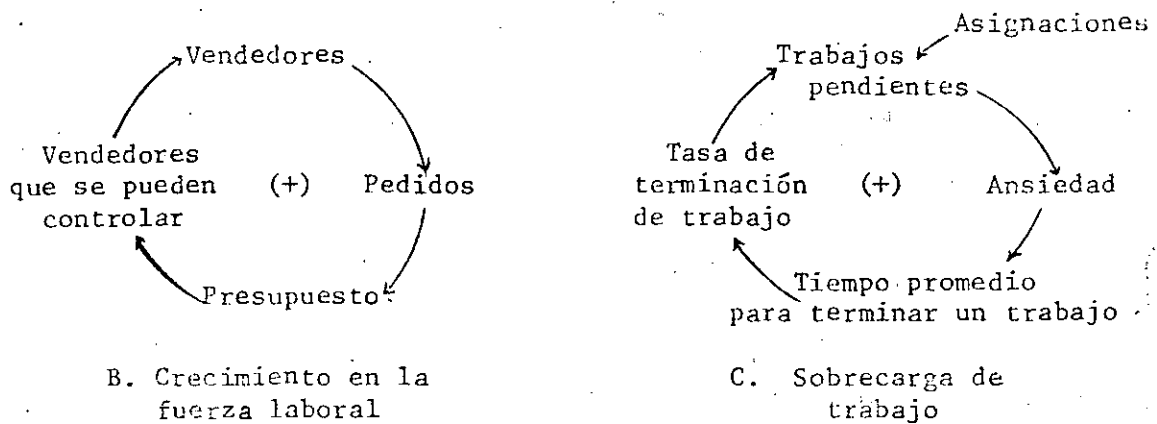 Vendedores
Vendedores
que se pueden
controlar
(+)
Pedidos
Presupuesto
B. Crecimiento en la
fuerza laboral
Asignaciones
Trabajos
pendientes
Tasa de
terminación
de trabajo
(+)
Ansiedad
Tiempo promedio
para terminar un trabajo
C. Sobrecarga de
trabajo